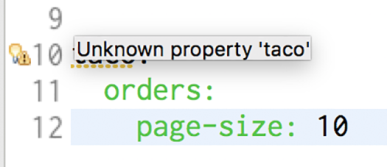 9
10 Unknown property 'taco'
11 orders:
12 page-size: 10